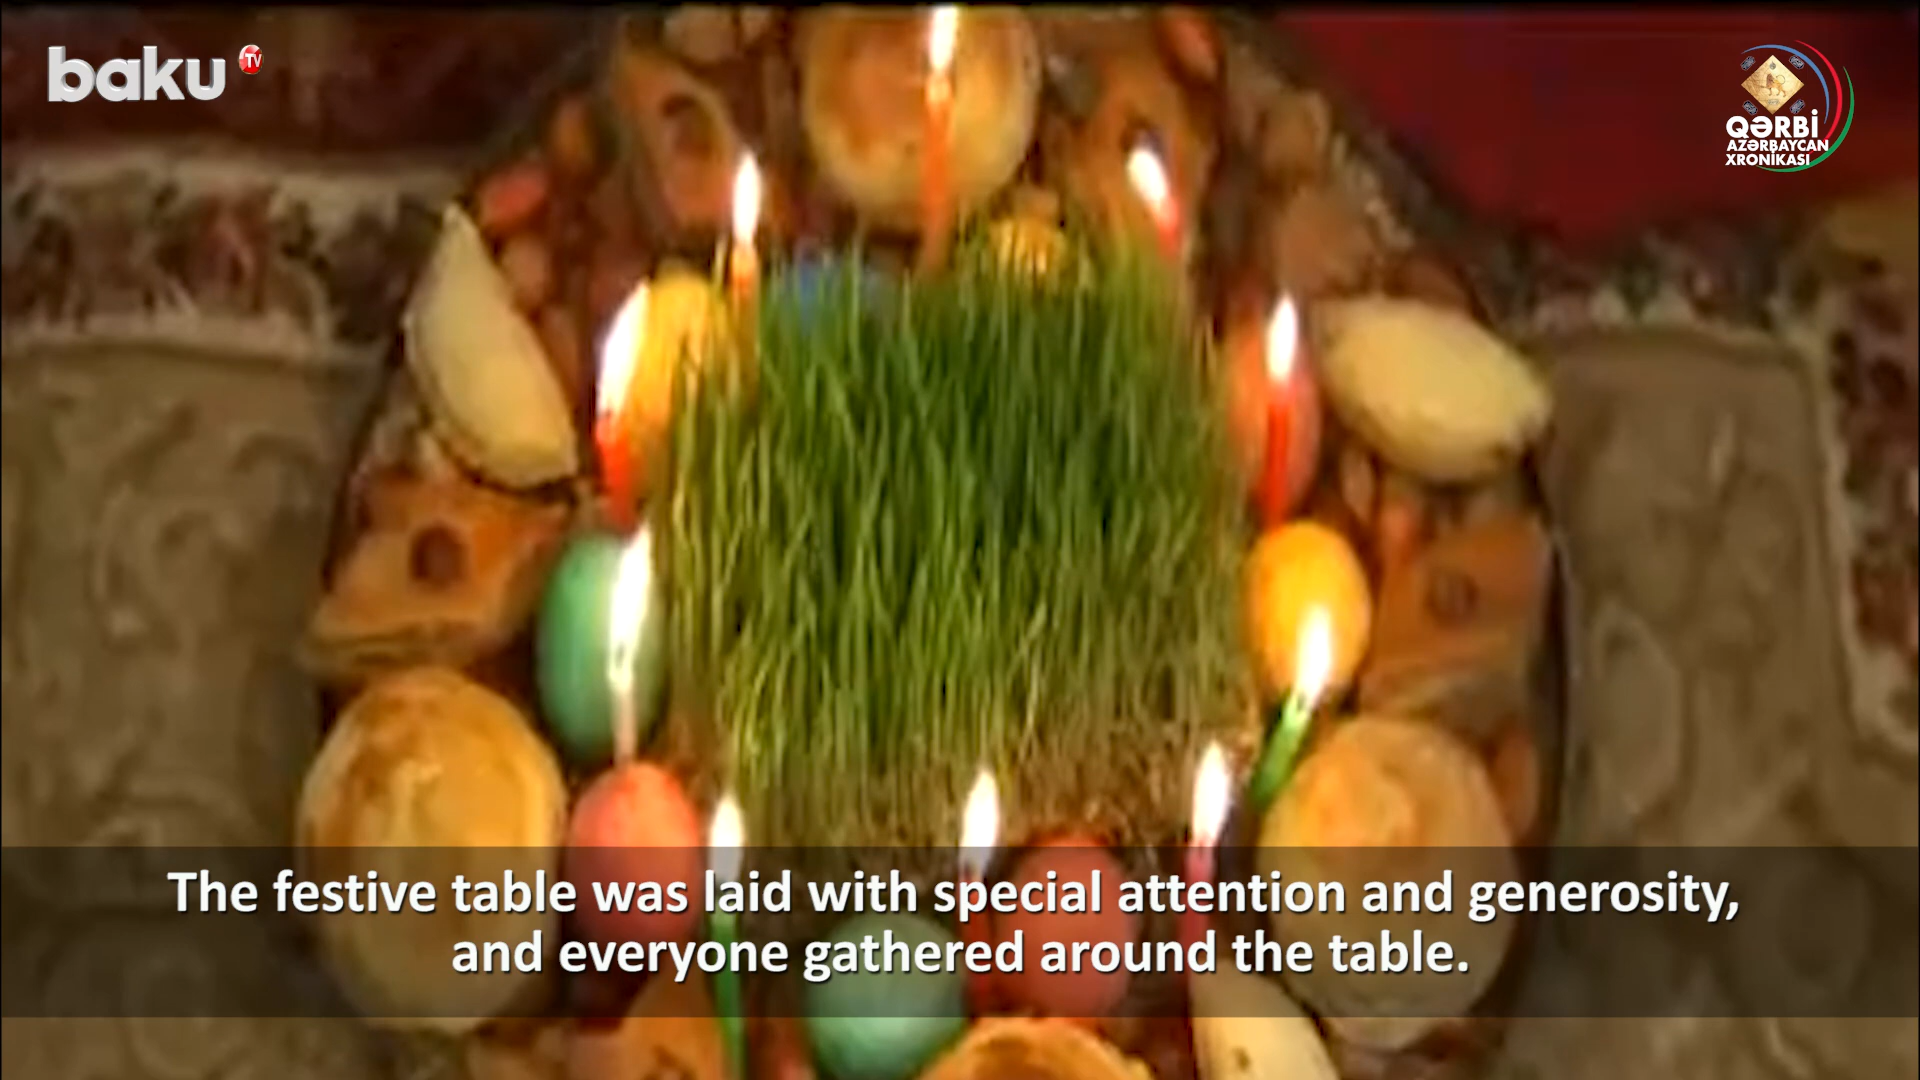 baku TV
QƏRBİ
AZƏRBAYCAN
XRONİKASI
The festive table was laid with special attention and generosity,
and everyone gathered around the table.